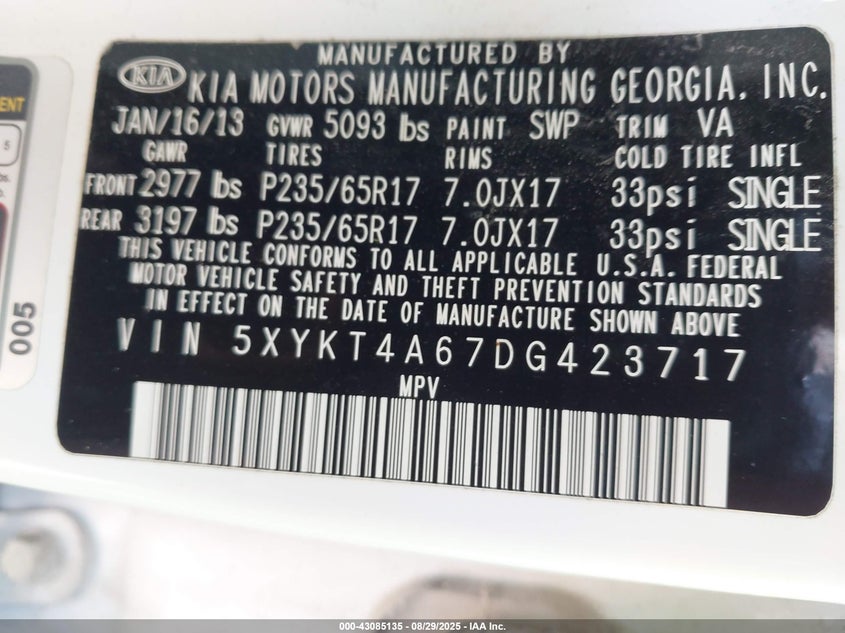 MANUFACTURED BY
KIA KIA MOTORS MANUFACTURING GEORGIA, INC.
JAN/16/13 GVWR 5093 lbs PAINT SWP TRIM VA
GAWR TIRES RIMS COLD TIRE INFL
FRONT 2977 lbs P235/65R17 7.0JX17 33psi SINGLE
REAR 3197 lbs P235/65R17 7.0JX17 33psi SINGLE
THIS VEHICLE CONFORMS TO ALL APPLICABLE U.S.A. FEDERAL
MOTOR VEHICLE SAFETY AND THEFT PREVENTION STANDARDS
IN EFFECT ON THE DATE OF MANUFACTURE SHOWN ABOVE
VIN 5XYKT4A67DG423717
MPV
5
005
000-43085135 - 08/29/2025 - IAA Inc.